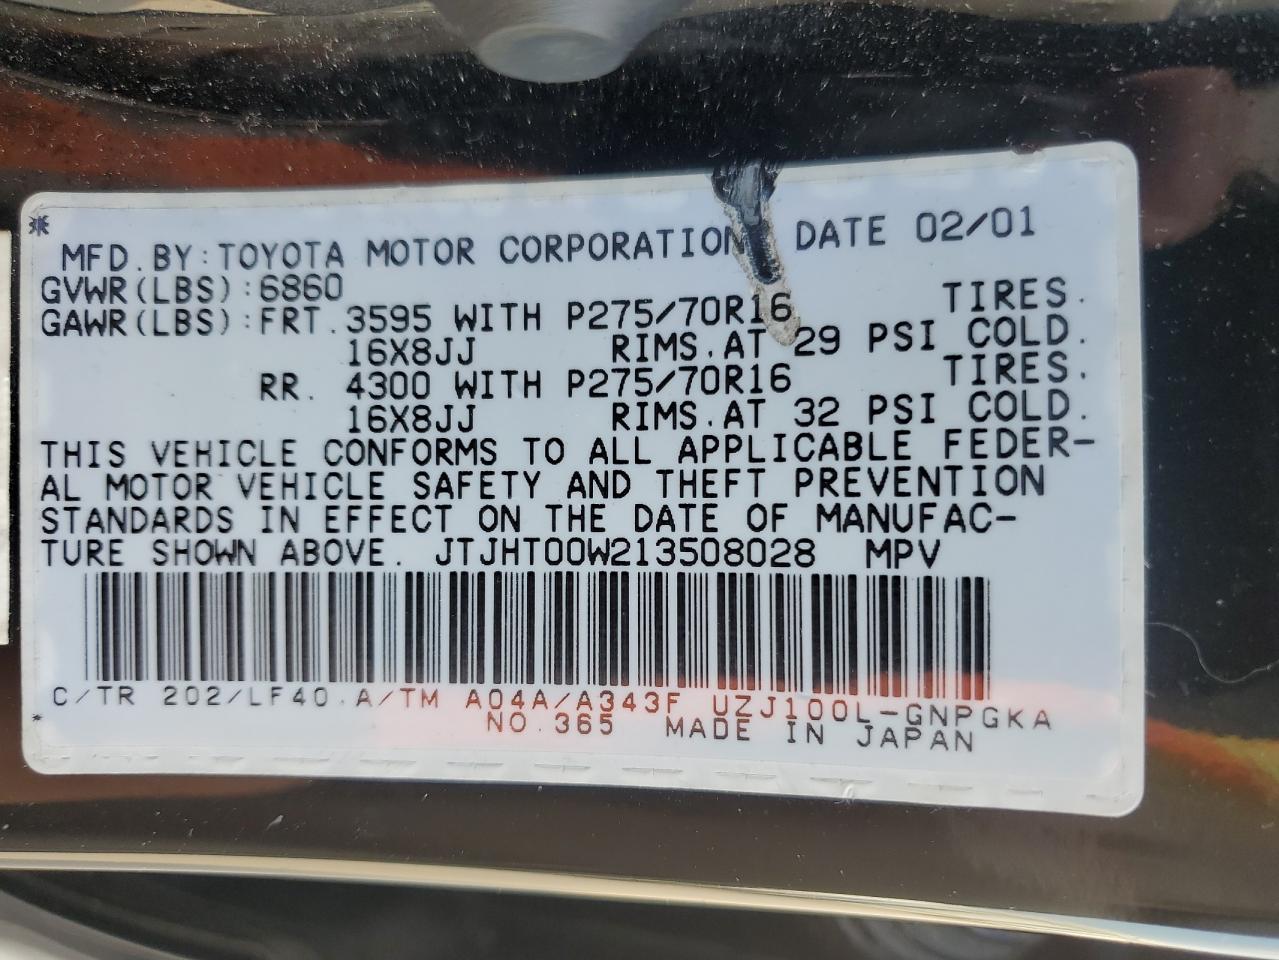 MFD. BY: TOYOTA MOTOR CORPORATION DATE 02/01
GVWR(LBS): 6860
GAWR(LBS): FRT. 3595 WITH P275/70R16 TIRES.
16X8JJ RIMS. AT 29 PSI COLD.
RR. 4300 WITH P275/70R16 TIRES.
16X8JJ RIMS. AT 32 PSI COLD.
THIS VEHICLE CONFORMS TO ALL APPLICABLE FEDER-
AL MOTOR VEHICLE SAFETY AND THEFT PREVENTION
STANDARDS IN EFFECT ON THE DATE OF MANUFAC-
TURE SHOWN ABOVE. JTJHT00W213508028 MPV
C/TR 202/LF40. A/TM A04A/A343F UZJ100L-GNPGKA
NO. 365 MADE IN JAPAN